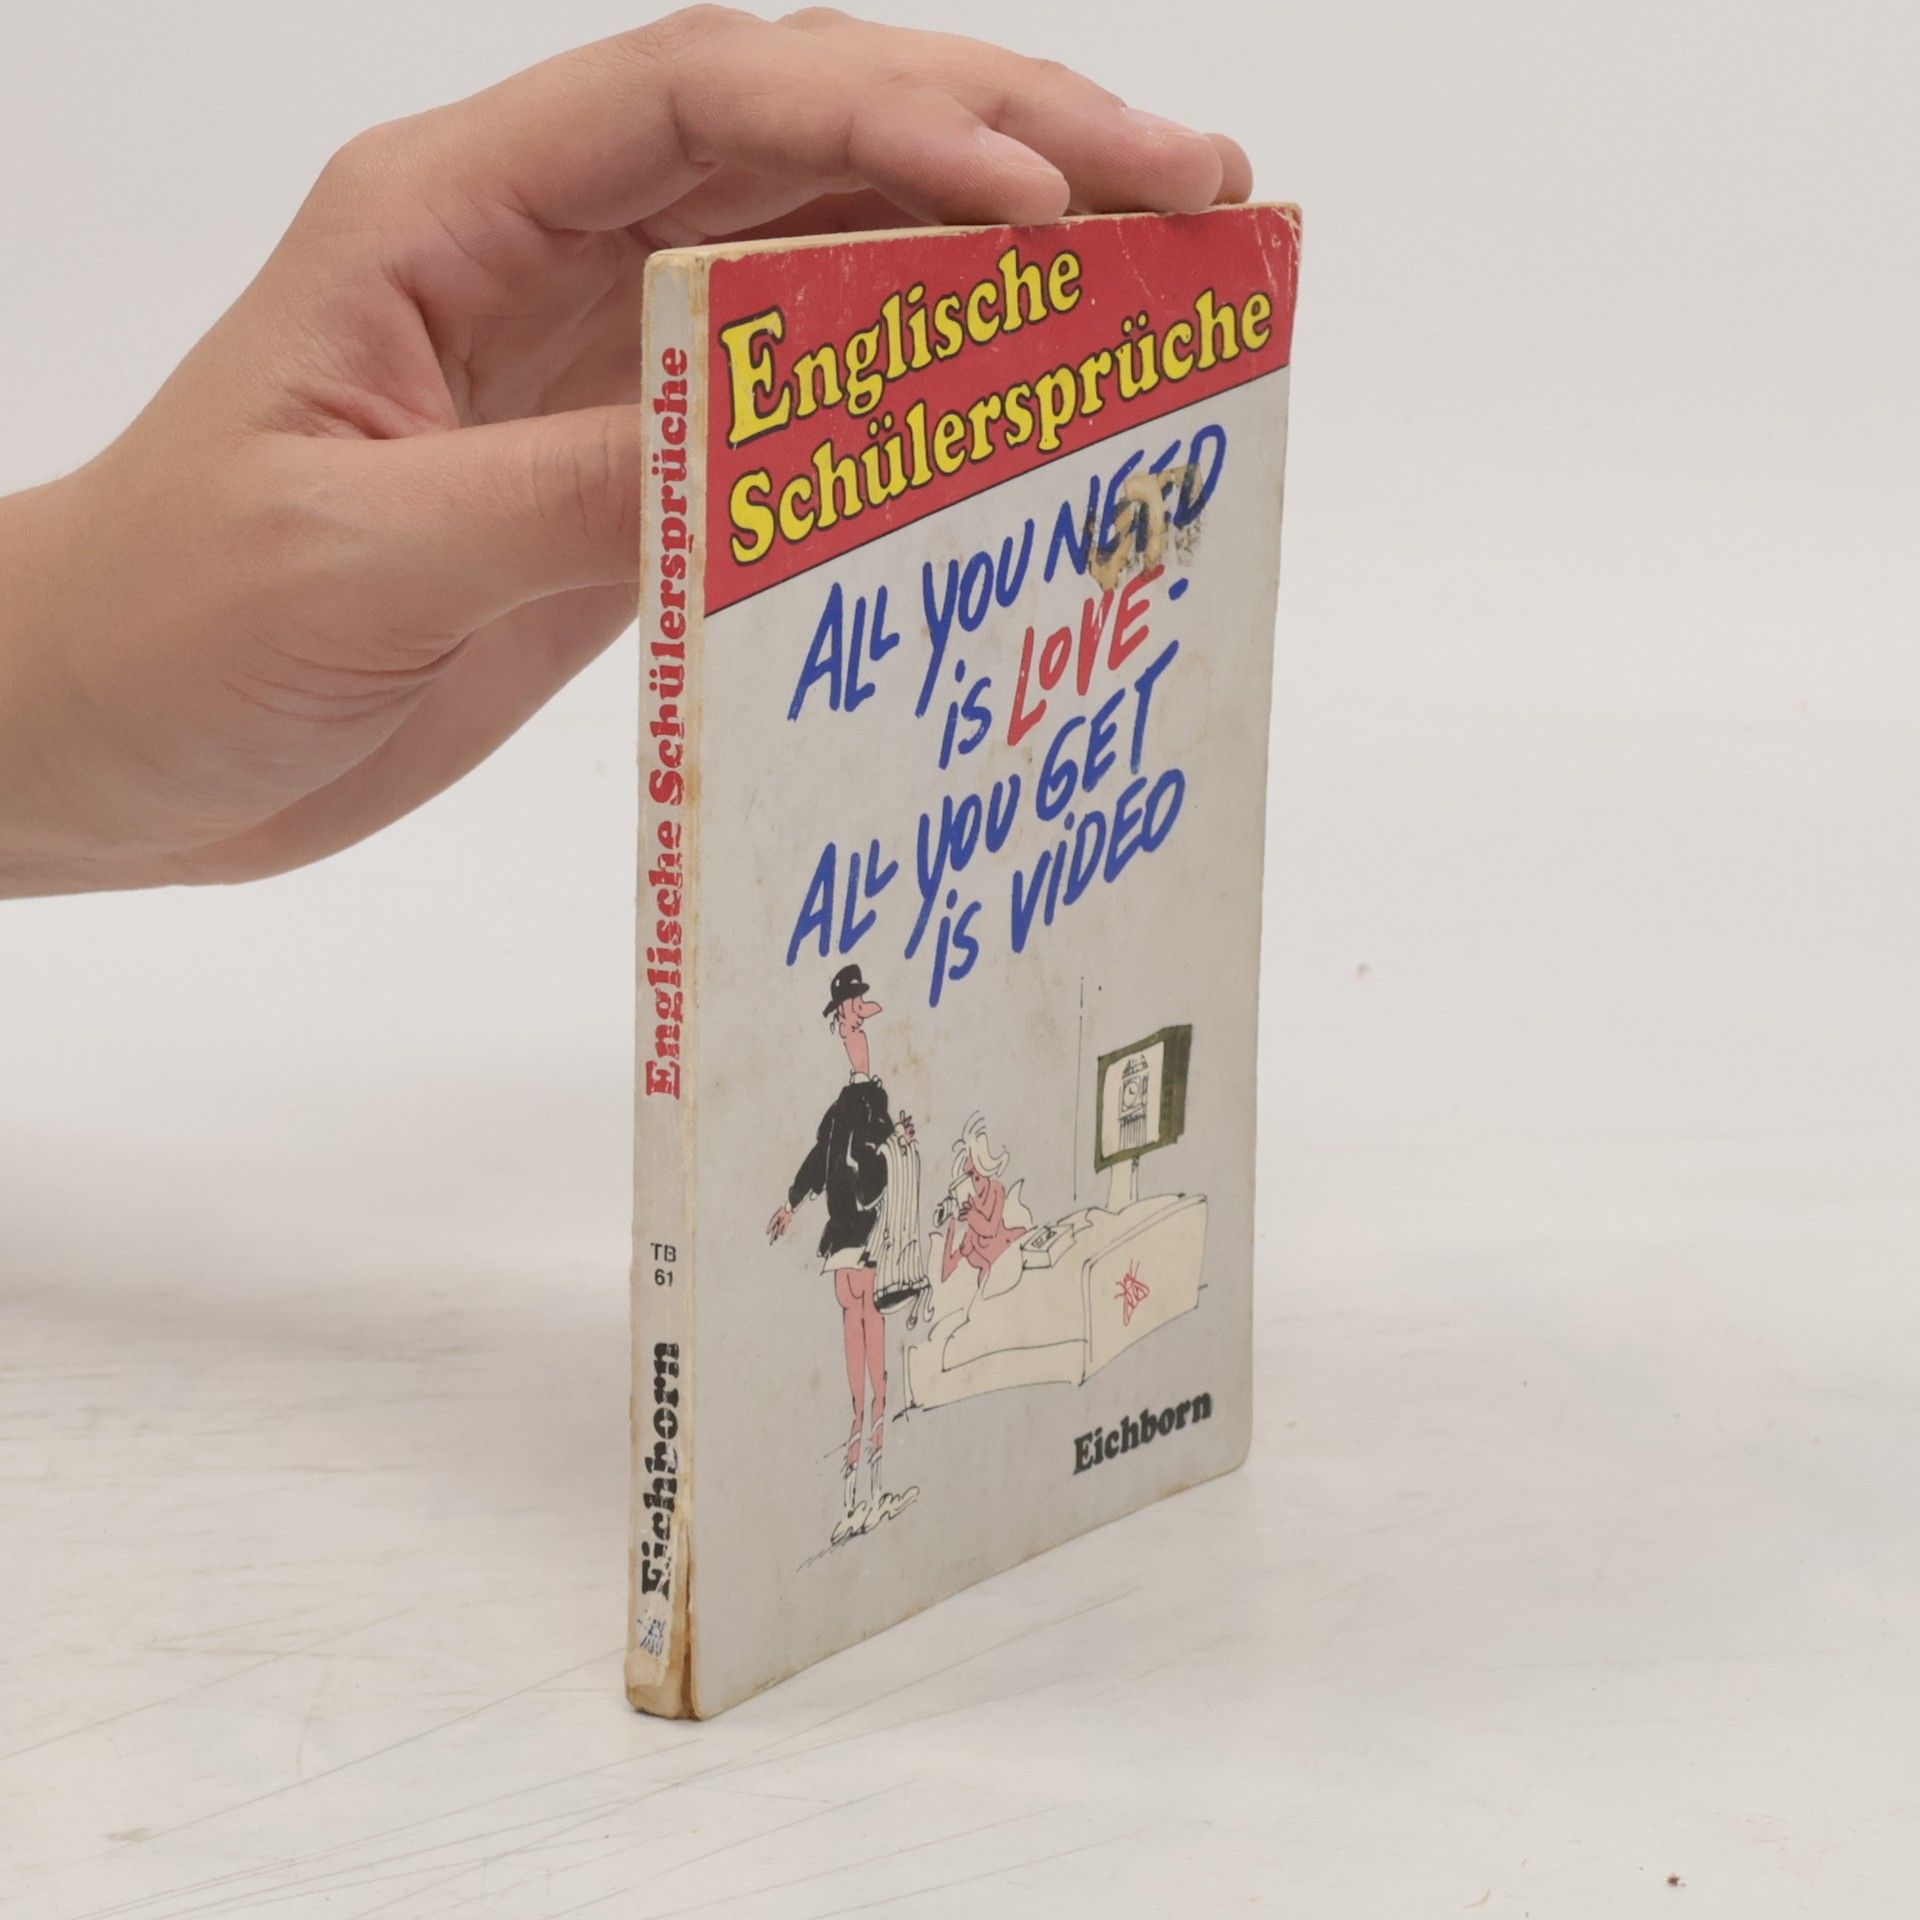 Englische
Schülersprüche
ALL YOU NEED
is LOVE.
ALL YOU GET
is ViDEO
Eichborn
Englische Schülersprüche
TB
61
Eichborn